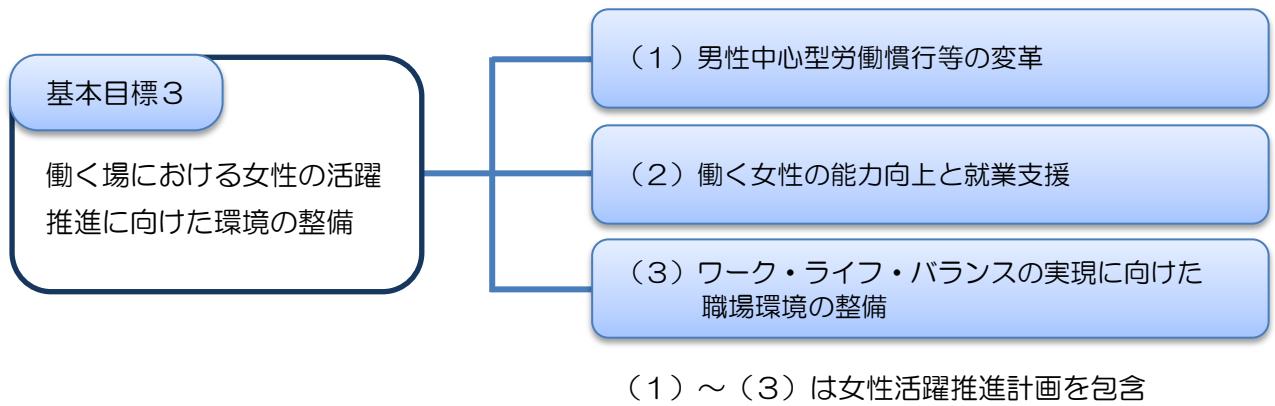 基本目標３
働く場における女性の活躍
推進に向けた環境の整備
（１）男性中心型労働慣行等の変革
（２）働く女性の能力向上と就業支援
（３）ワーク・ライフ・バランスの実現に向けた
職場環境の整備
（１）～（３）は女性活躍推進計画を包含